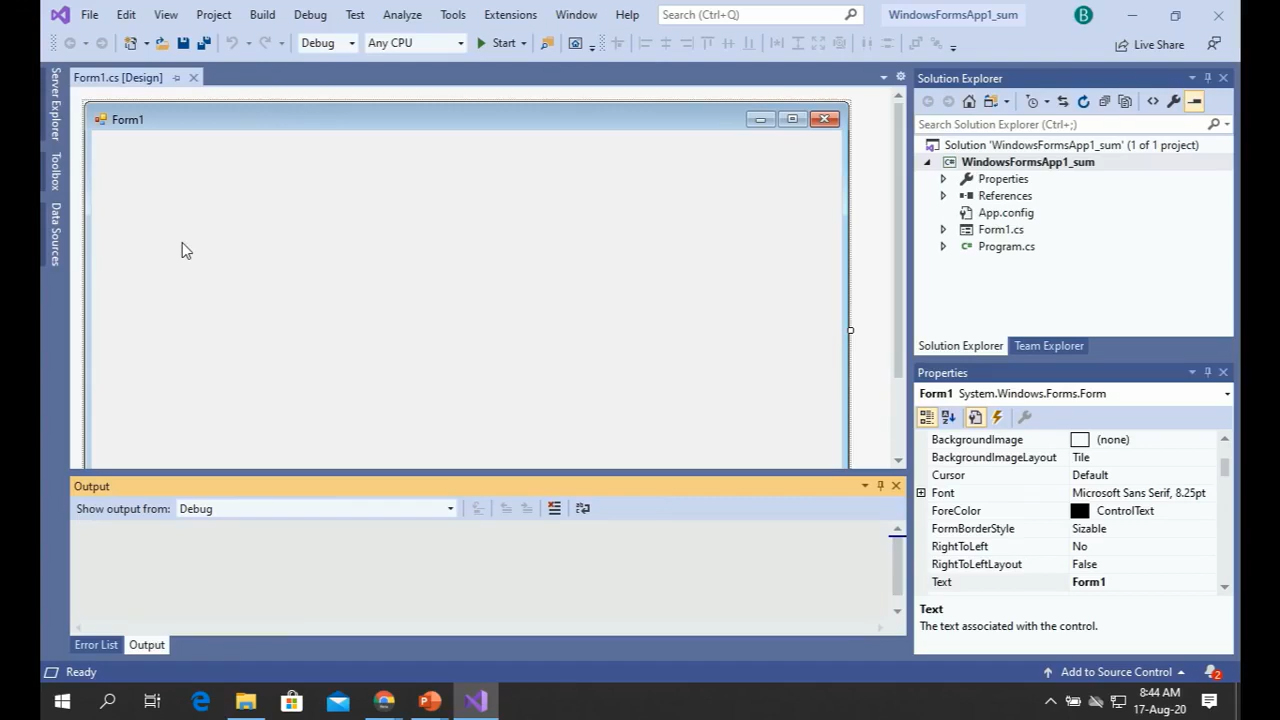 File Edit View Project Build Debug Test Analyze Tools Extensions Window Help Search (Ctrl+Q) WindowsFormsApp1_sum B
Debug Any CPU Start Live Share
Server Explorer
Toolbox
Data Sources
Form1.cs [Design]
Form1
Output
Show output from: Debug
Error List Output
Solution Explorer
Search Solution Explorer (Ctrl+;)
Solution 'WindowsFormsApp1_sum' (1 of 1 project)
C# WindowsFormsApp1_sum
Properties
References
App.config
Form1.cs
C# Program.cs
Solution Explorer Team Explorer
Properties
Form1 System.Windows.Forms.Form
BackgroundImage (none)
BackgroundImageLayout Tile
Cursor Default
Font Microsoft Sans Serif, 8.25pt
ForeColor ControlText
FormBorderStyle Sizable
RightToLeft No
RightToLeftLayout False
Text Form1
Text
The text associated with the control.
Ready Add to Source Control 2
8:44 AM
17-Aug-20